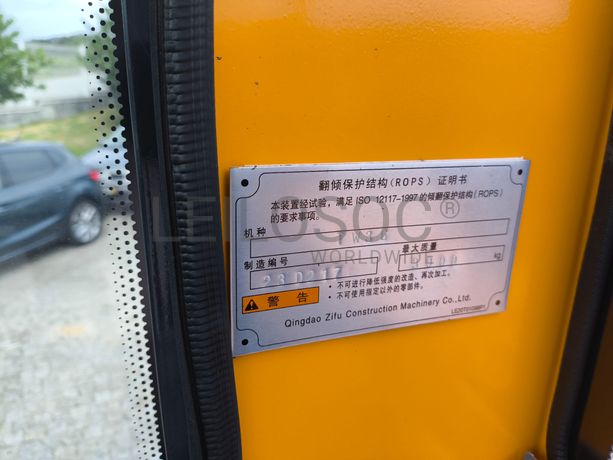 翻倾保护结构(ROPS)证明书
本装置经试验，满足ISO 12117-1997的倾翻保护结构(ROPS)
的要求事项。
机种
制造编号 230217 最大质量 kg
警告
• 不可进行降低强度的改造、再次加工。
• 不可使用指定以外的零部件。
Qingdao Zifu Construction Machinery Co.,Ltd.
LEILOSOC®
WORLDWIDE